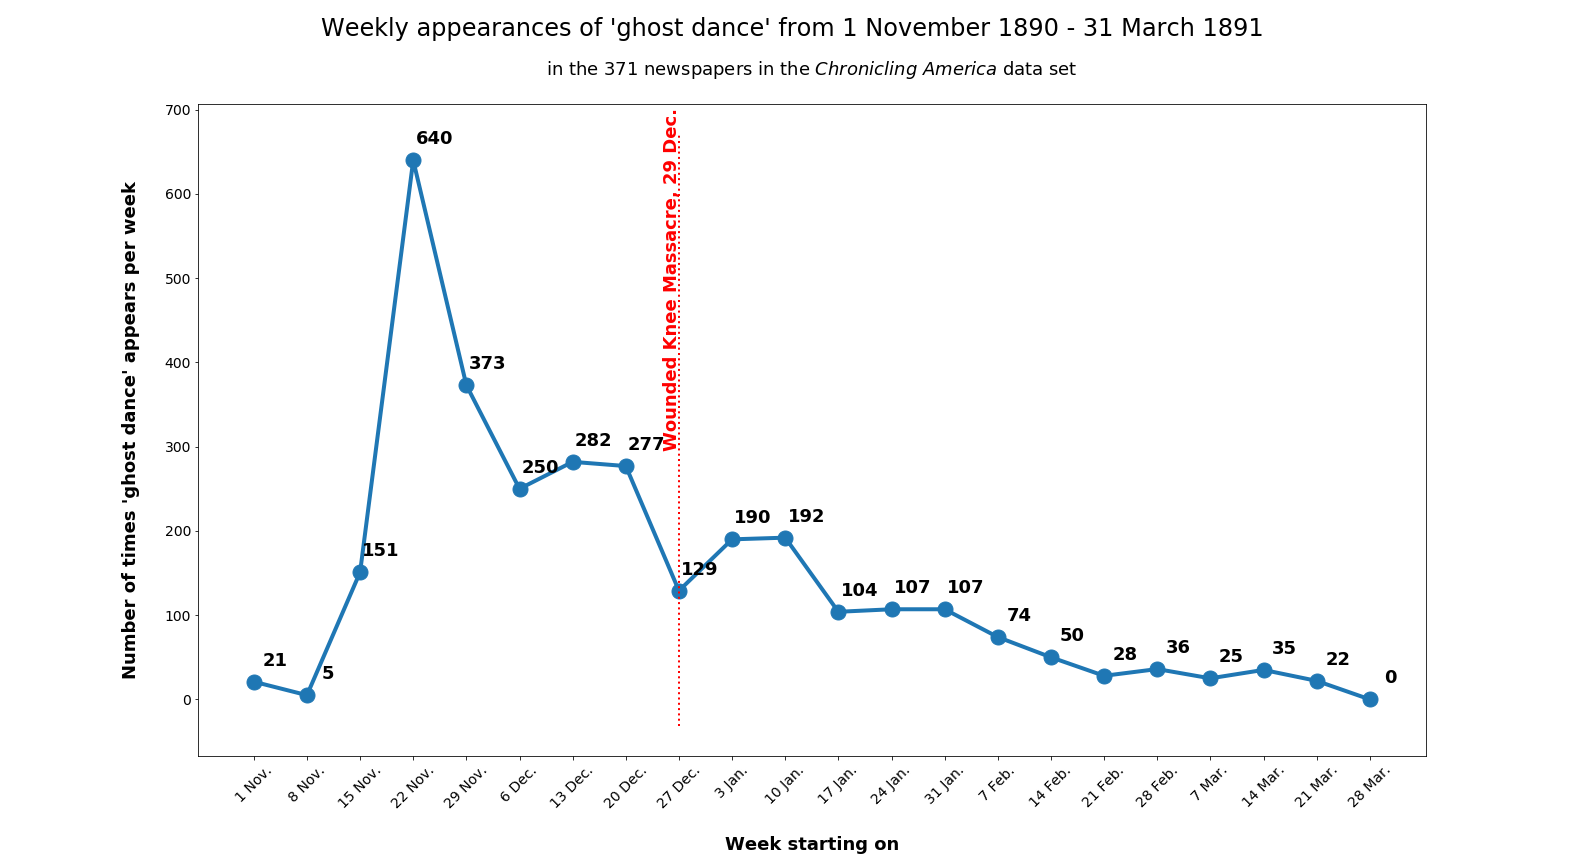 Weekly appearances of 'ghost dance' from 1 November 1890 - 31 March 1891
in the 371 newspapers in the Chronicling America data set
Number of times 'ghost dance' appears per week
700
600
500
400
300
200
100
0
Wounded Knee Massacre, 29 Dec.
21
5
151
640
373
250
282
277
129
190
192
104
107
107
74
50
28
36
25
35
22
0
1 Nov.
8 Nov.
15 Nov.
22 Nov.
29 Nov.
6 Dec.
13 Dec.
20 Dec.
27 Dec.
3 Jan.
10 Jan.
17 Jan.
24 Jan.
31 Jan.
7 Feb.
14 Feb.
21 Feb.
28 Feb.
7 Mar.
14 Mar.
21 Mar.
28 Mar.
Week starting on